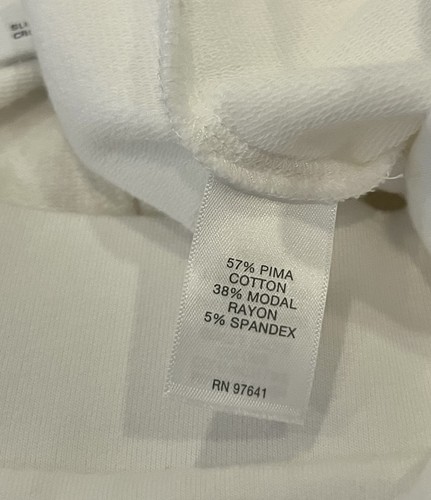 57% PIMA
COTTON
38% MODAL
RAYON
5% SPANDEX
RN 97641